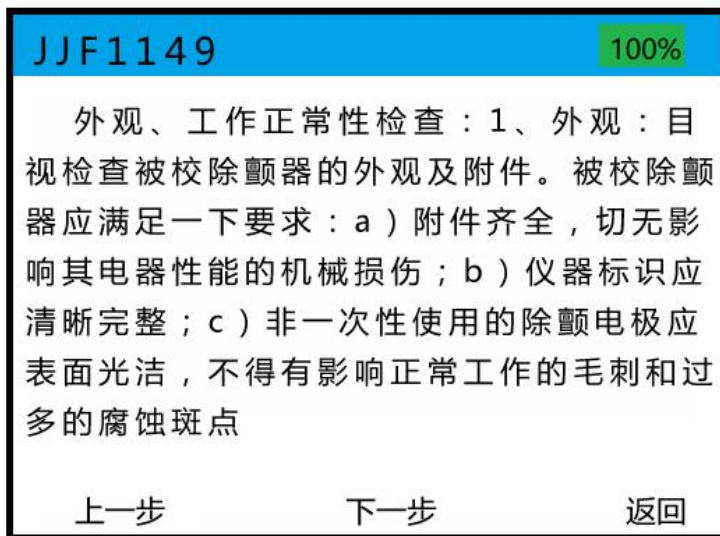 JJF1149
100%
外观、工作正常性检查：1、外观：目
视检查被校除颤器的外观及附件。被校除颤
器应满足一下要求：a）附件齐全，切无影
响其电器性能的机械损伤；b）仪器标识应
清晰完整；c）非一次性使用的除颤电极应
表面光洁，不得有影响正常工作的毛刺和过
多的腐蚀斑点
上一步
下一步
返回